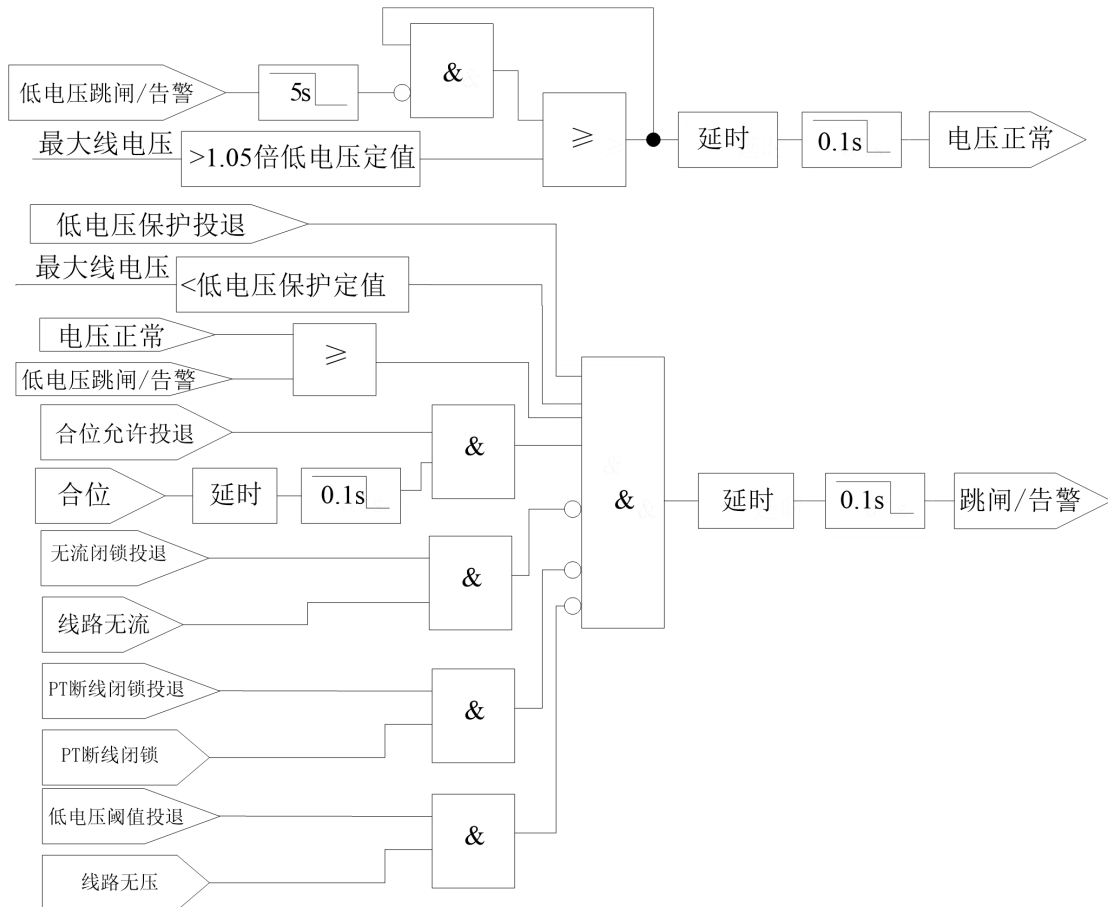 &
低电压跳闸/告警
5s
最大线电压
>1.05倍低电压定值
≥
延时
0.1s
电压正常
低电压保护投退
最大线电压
<低电压保护定值
电压正常
≥
低电压跳闸/告警
合位允许投退
&
合位
延时
0.1s
&
延时
0.1s
跳闸/告警
无流闭锁投退
&
线路无流
PT断线闭锁投退
&
PT断线闭锁
低电压阈值投退
&
线路无压